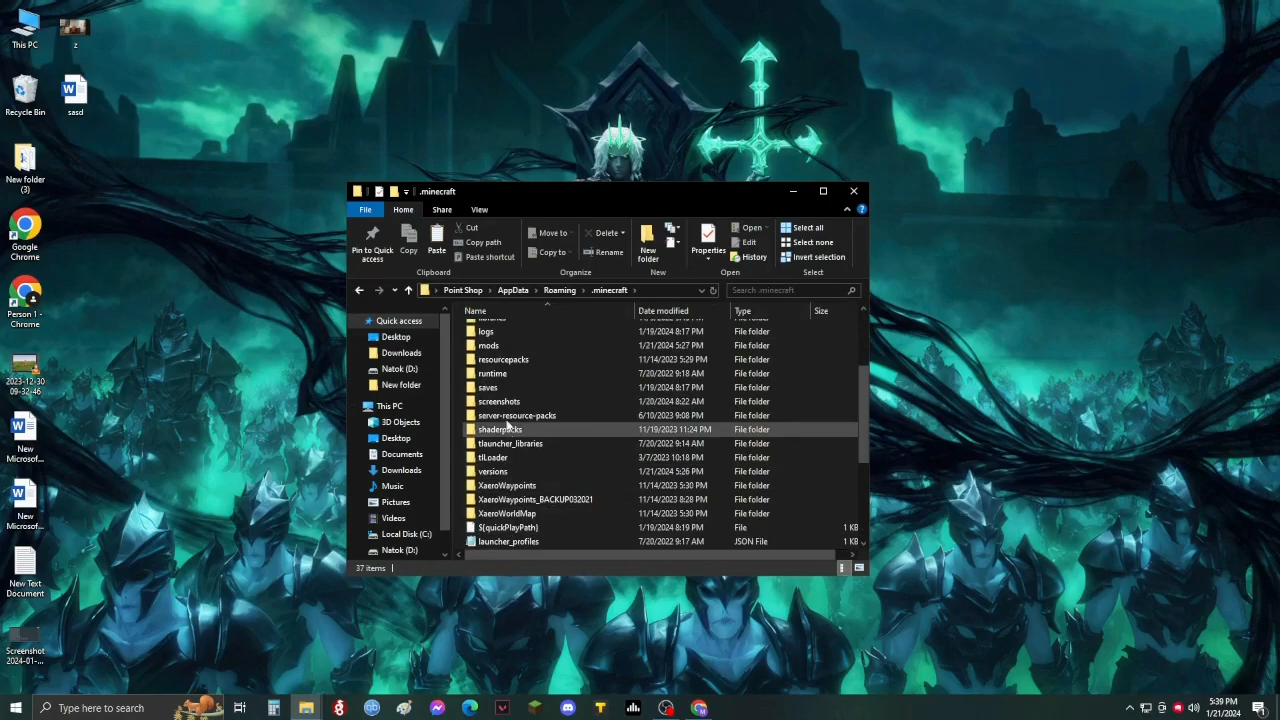 This PC
z
Recycle Bin
sasd
New folder
(3)
Google
Chrome
Person 1 -
Chrome
2023-12-30
09-32-46
New
Microsof...
New
Microsof...
New Text
Document
Screenshot
2024-01-...
.minecraft
File
Home
Share
View
Pin to Quick
access
Copy
Paste
Cut
Copy path
Paste shortcut
Clipboard
Move to
Copy to
Delete
Rename
Organize
New
folder
New
Properties
Open
Edit
History
Open
Select all
Select none
Invert selection
Select
Point Shop > AppData > Roaming > .minecraft >
Search .minecraft
Quick access
Desktop
Downloads
Natok (D:)
New folder
This PC
3D Objects
Desktop
Documents
Downloads
Music
Pictures
Videos
Local Disk (C:)
Natok (D:)
Name Date modified Type Size
logs 1/19/2024 8:17 PM File folder
mods 1/21/2024 5:27 PM File folder
resourcepacks 11/14/2023 5:29 PM File folder
runtime 7/20/2022 9:18 AM File folder
saves 1/19/2024 8:17 PM File folder
screenshots 1/20/2024 8:22 AM File folder
server-resource-packs 6/10/2023 9:08 PM File folder
shaderpacks 11/19/2023 11:24 PM File folder
tlauncher_libraries 7/20/2022 9:14 AM File folder
tlLoader 3/7/2023 10:18 PM File folder
versions 1/21/2024 5:26 PM File folder
XaeroWaypoints 11/14/2023 5:30 PM File folder
XaeroWaypoints_BACKUP032021 11/14/2023 8:28 PM File folder
XaeroWorldMap 11/14/2023 5:30 PM File folder
${quickPlayPath} 1/19/2024 8:19 PM File 1 KB
launcher_profiles 7/20/2022 9:17 AM JSON File 1 KB
37 items
Type here to search
5:39 PM
1/21/2024